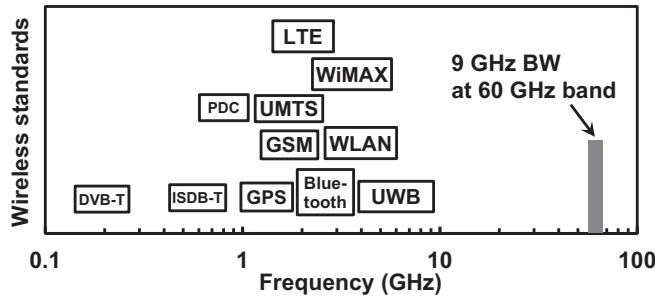 Wireless standards
LTE
WiMAX
9 GHz BW
at 60 GHz band
PDC
UMTS
GSM
WLAN
DVB-T
ISDB-T
GPS
Blue-
tooth
UWB
0.1
1
10
100
Frequency (GHz)